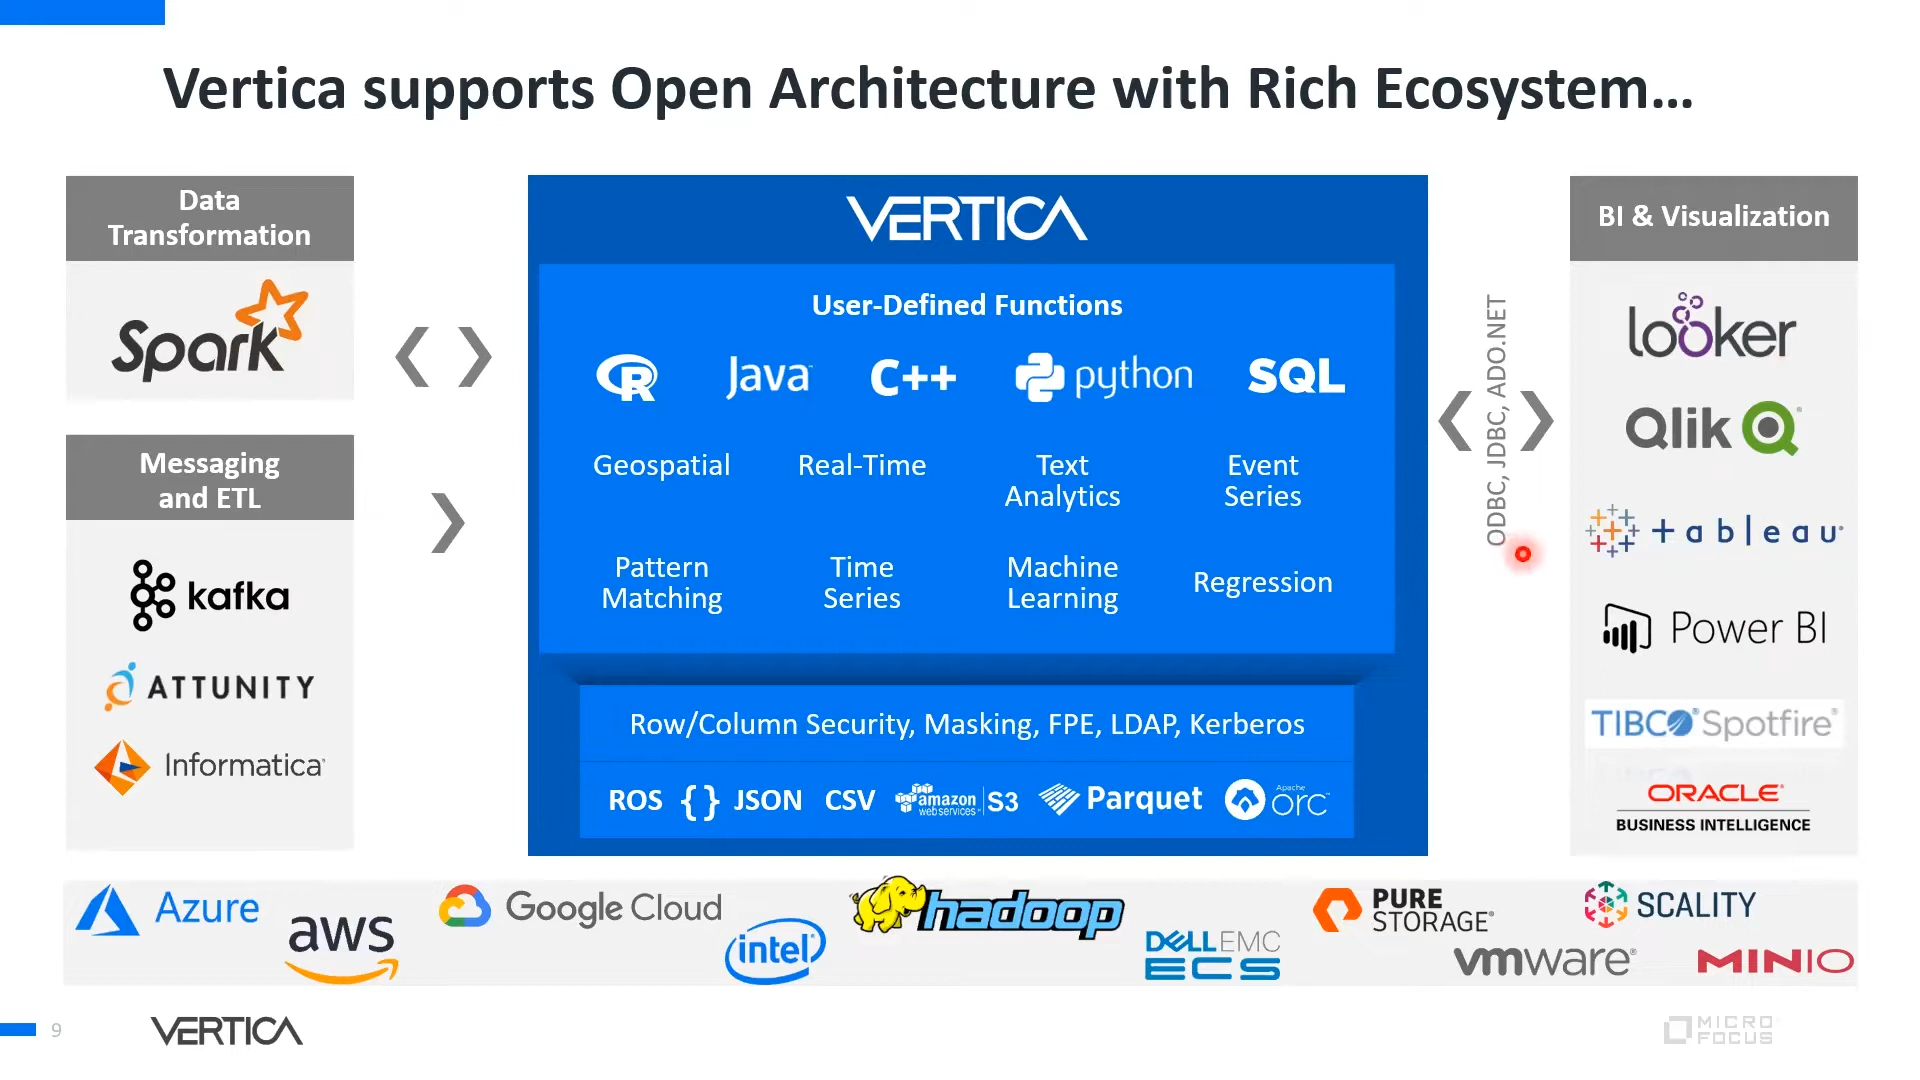 Vertica supports Open Architecture with Rich Ecosystem...
Data
Transformation
Spark
Messaging
and ETL
kafka
ATTUNITY
Informatica
VERTICA
User-Defined Functions
R Java C++ python SQL
Geospatial
Real-Time
Text
Analytics
Event
Series
Pattern
Matching
Time
Series
Machine
Learning
Regression
Row/Column Security, Masking, FPE, LDAP, Kerberos
ROS { } JSON CSV amazon web services | S3 Parquet Apache orc™
ODBC, JDBC, ADO.NET
BI & Visualization
looker
Qlik Q®
+ a b l e a u®
Power BI
TIBCO® Spotfire®
ORACLE®
BUSINESS INTELLIGENCE
Azure
aws
Google Cloud
intel
hadoop
DELLEMC
ECS
PURE
STORAGE®
vmware®
SCALITY
MINIO
9
VERTICA
MICRO
FOCUS